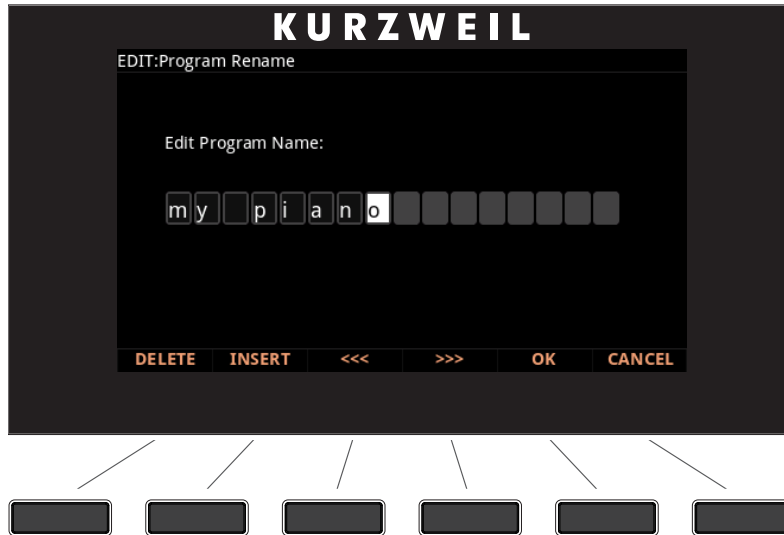 KURZWEIL
EDIT:Program Rename
Edit Program Name:
my piano
DELETE INSERT <<< >>> OK CANCEL